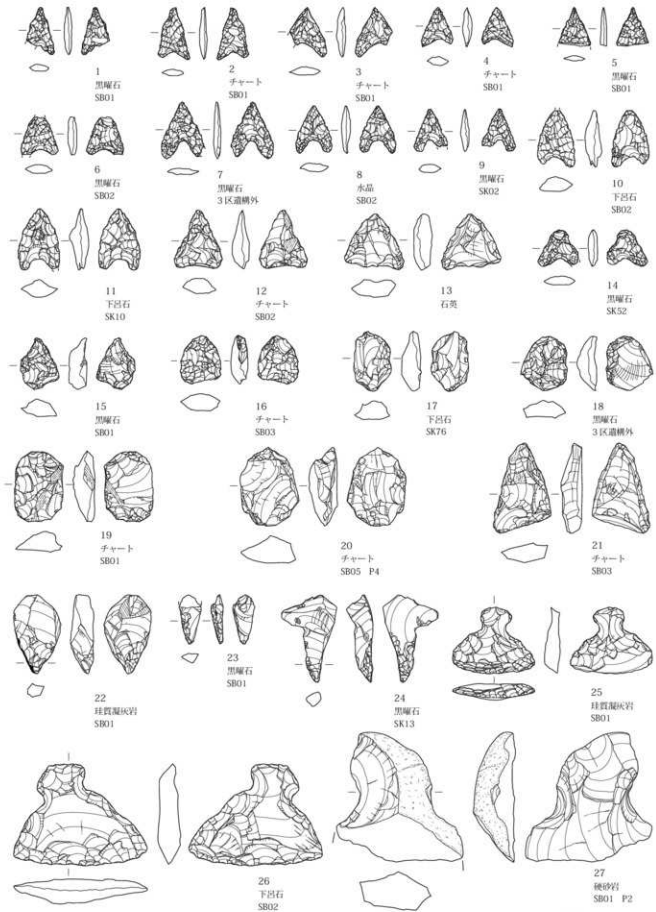 1
黒曜石
SB01
2
チャート
SB01
3
チャート
SB01
4
チャート
SB01
5
黒曜石
SB01
6
黒曜石
SB02
7
黒曜石
3区遺構外
8
水晶
SB02
9
黒曜石
SK02
10
下呂石
SB02
11
下呂石
SK10
12
チャート
SB02
13
石英
14
黒曜石
SK52
15
黒曜石
SB01
16
チャート
SB03
17
下呂石
SK76
18
黒曜石
3区遺構外
19
チャート
SB01
20
チャート
SB05 P4
21
チャート
SB03
22
珪質凝灰岩
SB01
23
黒曜石
SB01
24
黒曜石
SK13
25
珪質凝灰岩
SB01
26
下呂石
SB02
27
硬砂岩
SB01 P2